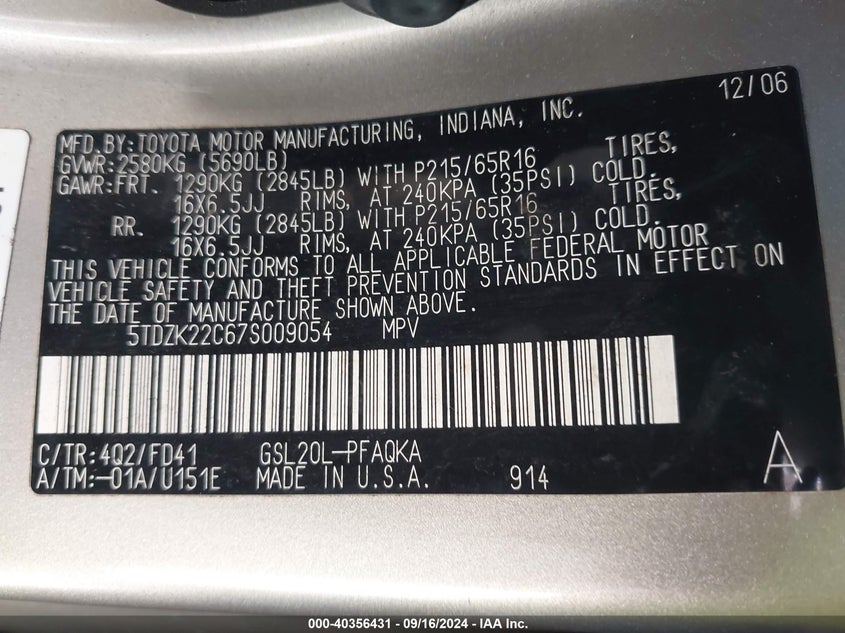 12/06
MFD.BY:TOYOTA MOTOR MANUFACTURING, INDIANA, INC.
GVWR:2580KG (5690LB)
GAWR:FRT. 1290KG (2845LB) WITH P215/65R16 TIRES,
16X6.5JJ RIMS, AT 240KPA (35PSI) COLD.
RR. 1290KG (2845LB) WITH P215/65R16 TIRES,
16X6.5JJ RIMS, AT 240KPA (35PSI) COLD.
THIS VEHICLE CONFORMS TO ALL APPLICABLE FEDERAL MOTOR
VEHICLE SAFETY AND THEFT PREVENTION STANDARDS IN EFFECT ON
THE DATE OF MANUFACTURE SHOWN ABOVE.
5TDZK22C67S009054 MPV
C/TR:4Q2/FD41 GSL20L-PFAQKA
A/TM:-01A/U151E MADE IN U.S.A. 914
A
000-40356431 - 09/16/2024 - IAA Inc.